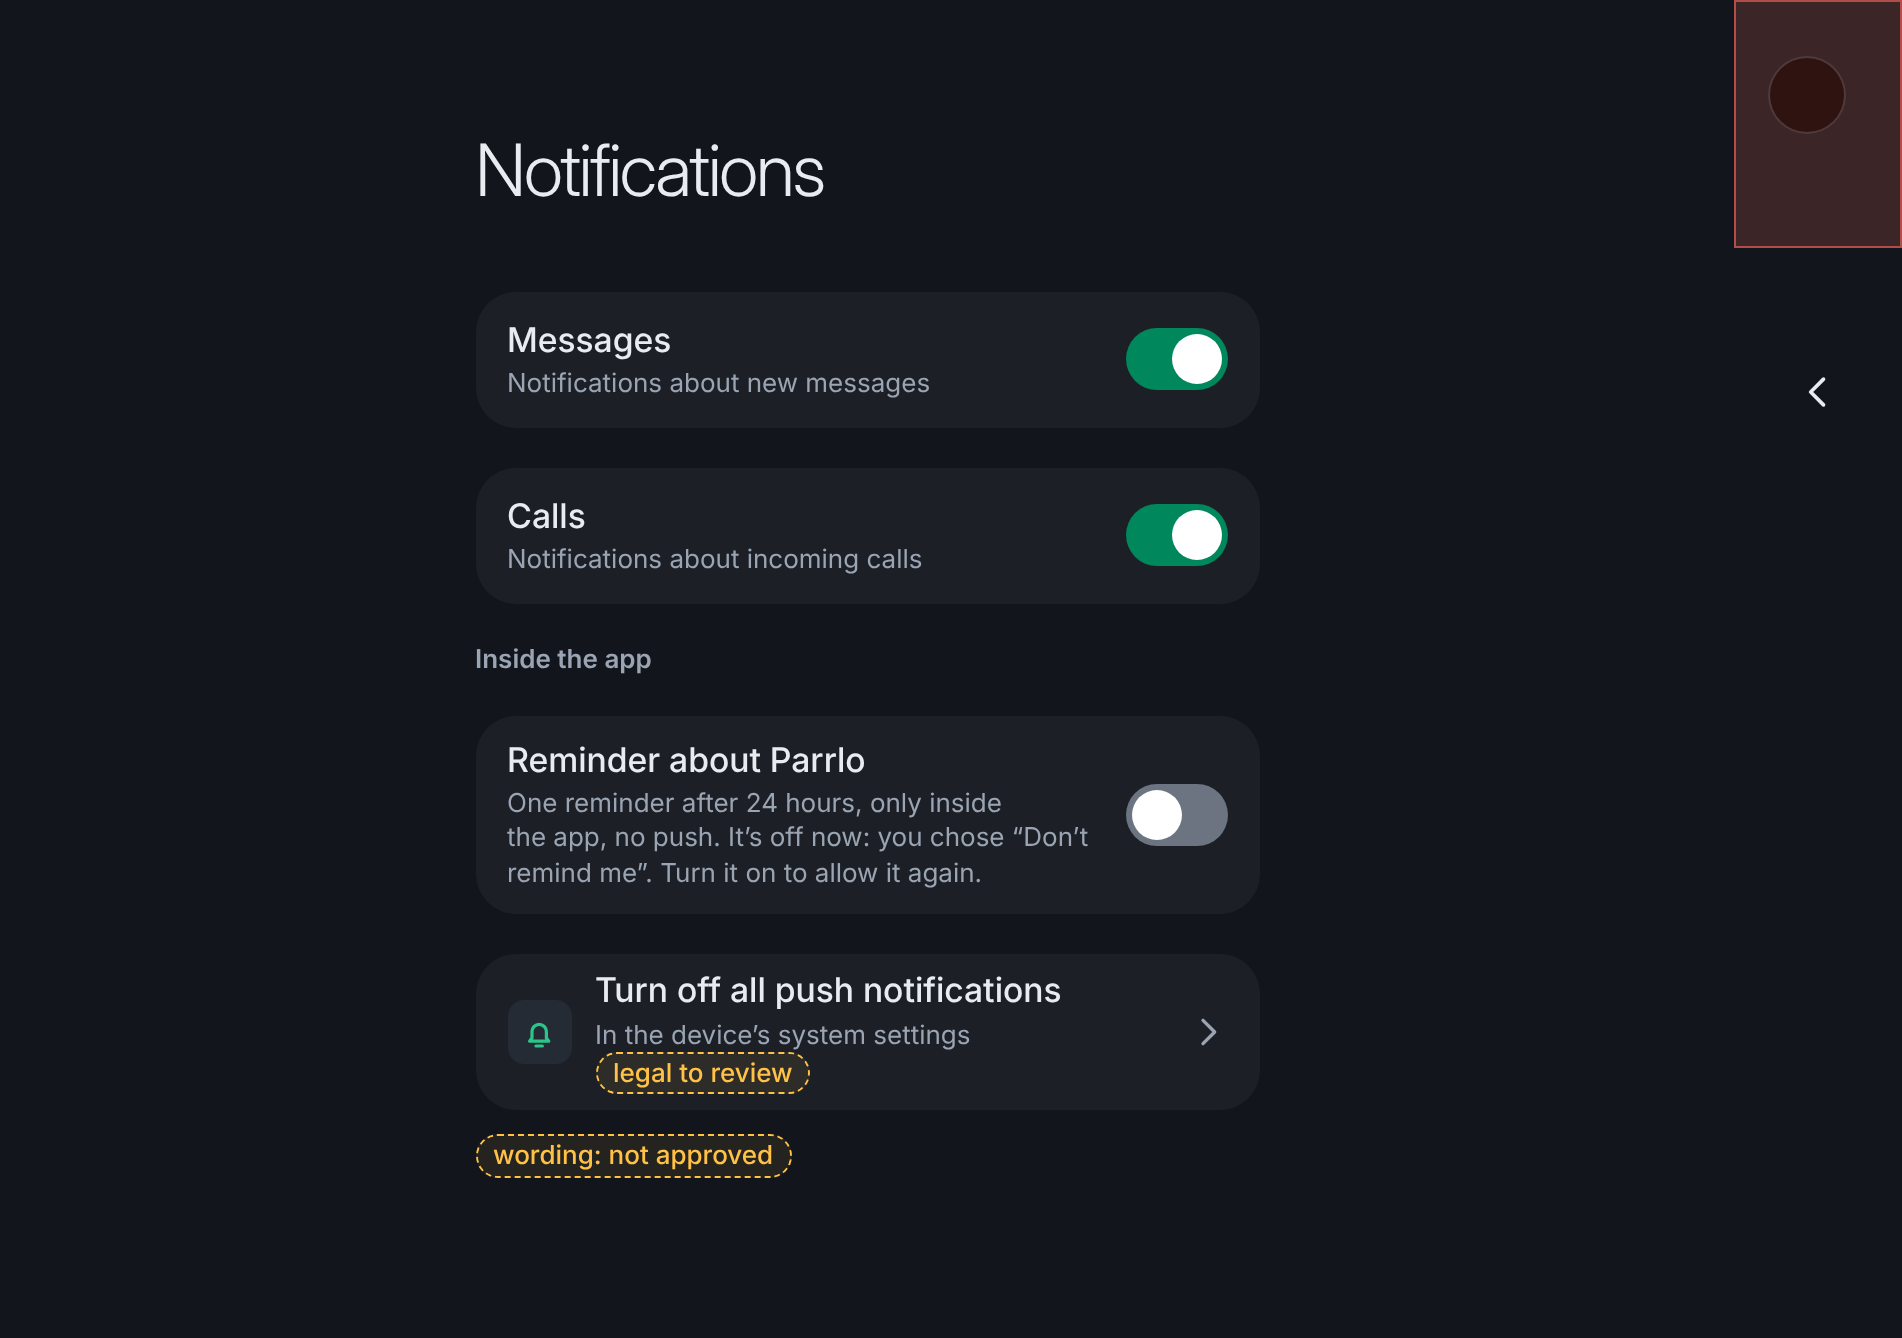 Notifications
Messages
Notifications about new messages
Calls
Notifications about incoming calls
Inside the app
Reminder about Parrlo
One reminder after 24 hours, only inside
the app, no push. It’s off now: you chose “Don’t
remind me”. Turn it on to allow it again.
Turn off all push notifications
In the device’s system settings
legal to review
wording: not approved